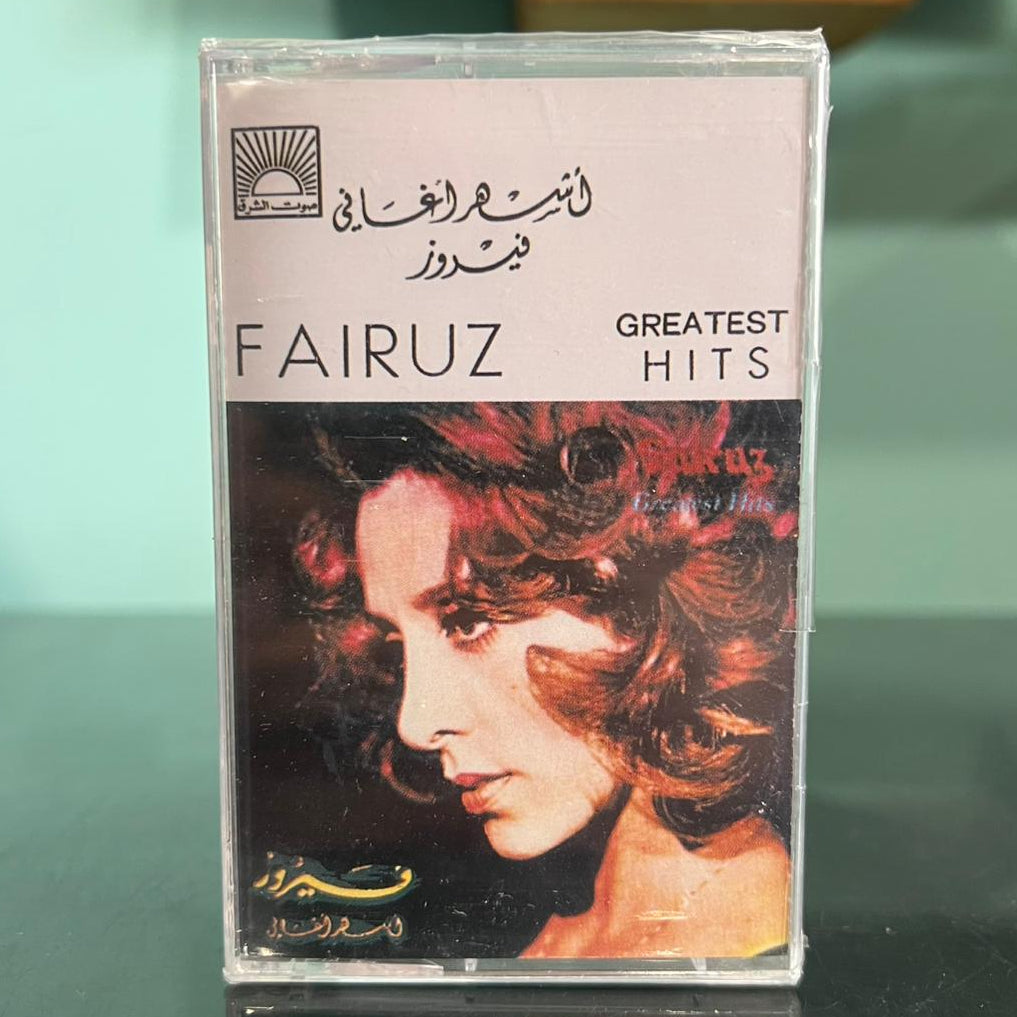 صوت الشرق
أشهر أغاني
فيروز
FAIRUZ
GREATEST
HITS
Fairuz
Greatest Hits
فيروز
أشهر أغاني